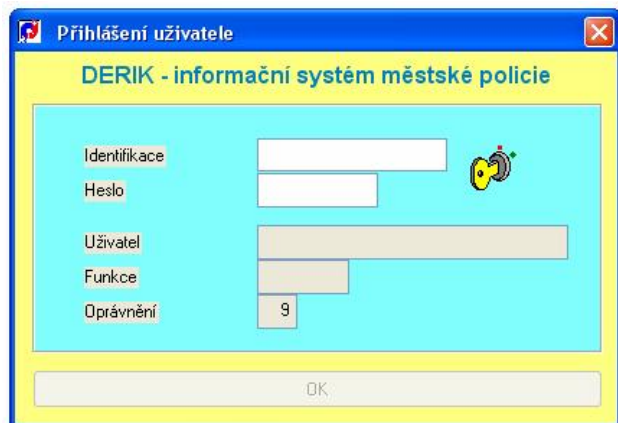 Přihlášení uživatele
DERIK - informační systém městské policie
Identifikace
Heslo
Uživatel
Funkce
Oprávnění 9
OK